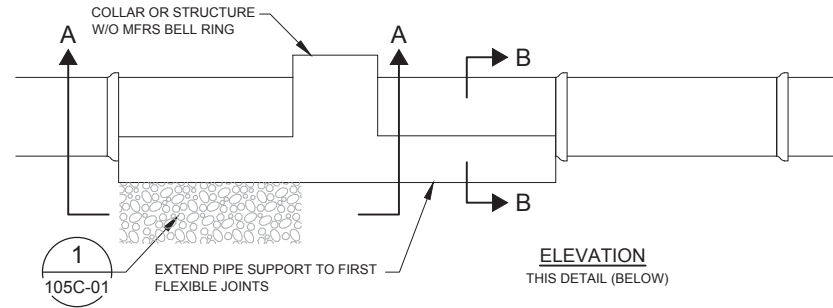 COLLAR OR STRUCTURE
W/O MFRS BELL RING
A
A
B
B
1
105C-01
EXTEND PIPE SUPPORT TO FIRST
FLEXIBLE JOINTS
ELEVATION
THIS DETAIL (BELOW)